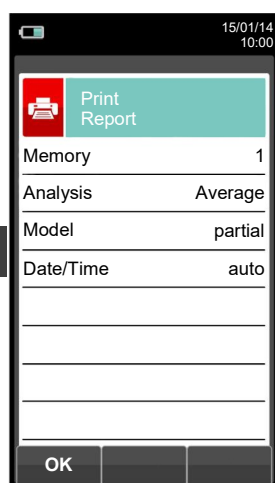 15/01/14
10:00
Print
Report
Memory 1
Analysis Average
Model partial
Date/Time auto
OK